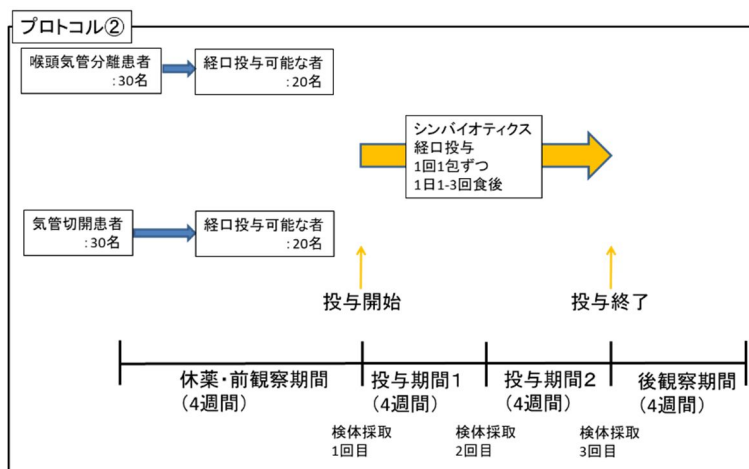 プロトコル②
喉頭気管分離患者
:30名
経口投与可能な者
:20名
シンバイオティクス
経口投与
1回1包ずつ
1日1-3回食後
気管切開患者
:30名
経口投与可能な者
:20名
投与開始
投与終了
休薬・前観察期間
(4週間)
投与期間1
(4週間)
投与期間2
(4週間)
後観察期間
(4週間)
検体採取
1回目
検体採取
2回目
検体採取
3回目